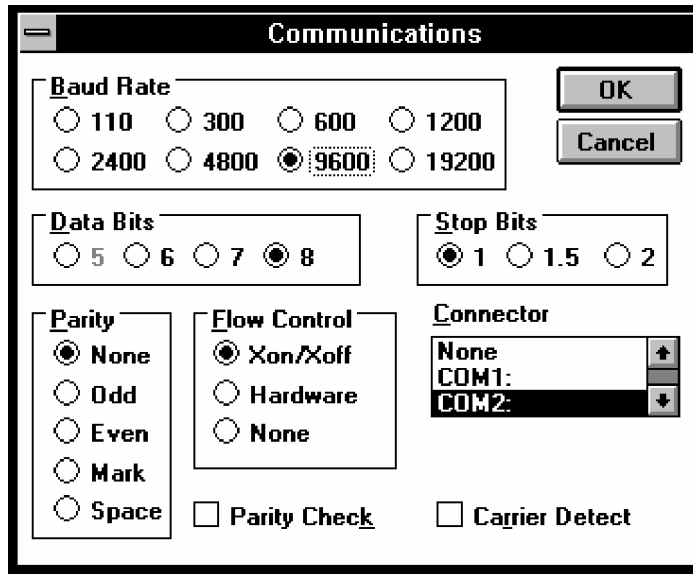 Communications
Baud Rate
110 300 600 1200
2400 4800 9600 19200
OK
Cancel
Data Bits
5 6 7 8
Stop Bits
1 1.5 2
Parity
None
Odd
Even
Mark
Space
Flow Control
Xon/Xoff
Hardware
None
Connector
None
COM1:
COM2:
Parity Check
Carrier Detect